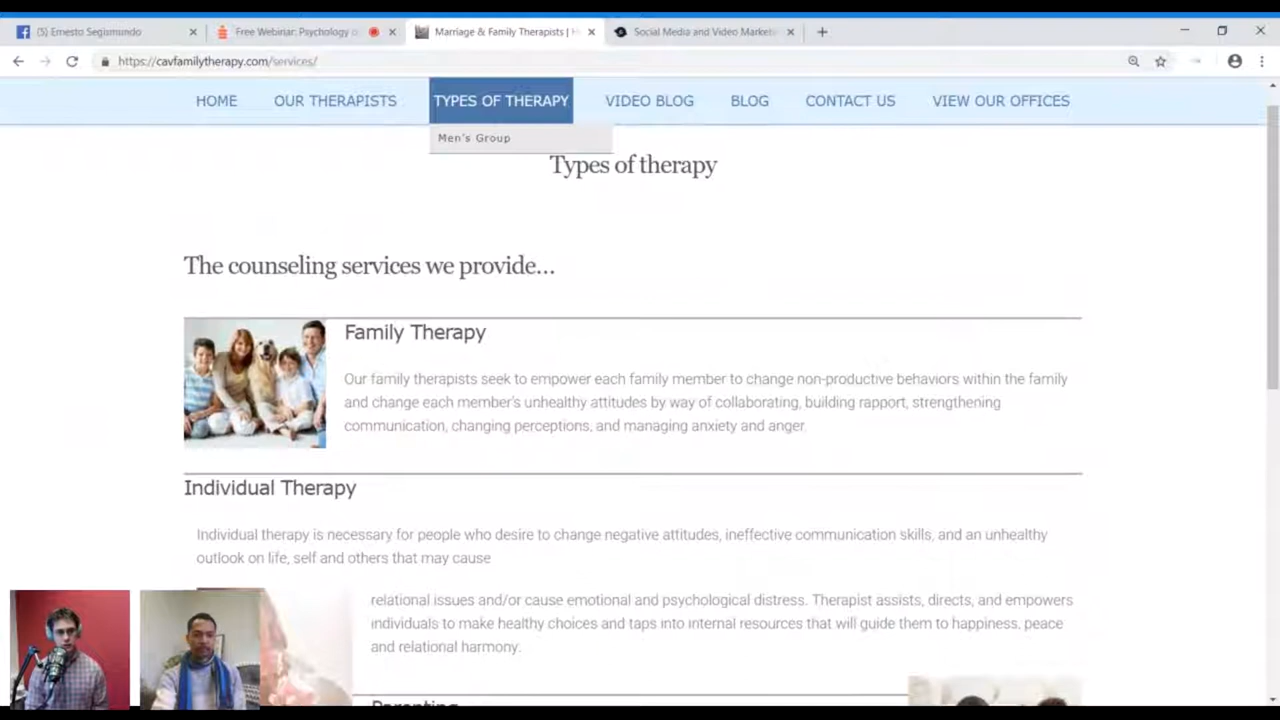 (5) Ernesto Segismundo
Free Webinar: Psychology o
Marriage & Family Therapists |
Social Media and Video Market
https://cavfamilytherapy.com/services/
HOME OUR THERAPISTS TYPES OF THERAPY VIDEO BLOG BLOG CONTACT US VIEW OUR OFFICES
Men's Group
Types of therapy
The counseling services we provide...
Family Therapy
Our family therapists seek to empower each family member to change non-productive behaviors within the family
and change each member's unhealthy attitudes by way of collaborating, building rapport, strengthening
communication, changing perceptions, and managing anxiety and anger
Individual Therapy
Individual therapy is necessary for people who desire to change negative attitudes, ineffective communication skills, and an unhealthy
outlook on life, self and others that may cause
relational issues and/or cause emotional and psychological distress. Therapist assists, directs, and empowers
individuals to make healthy choices and taps into internal resources that will guide them to happiness, peace
and relational harmony.
Parenting